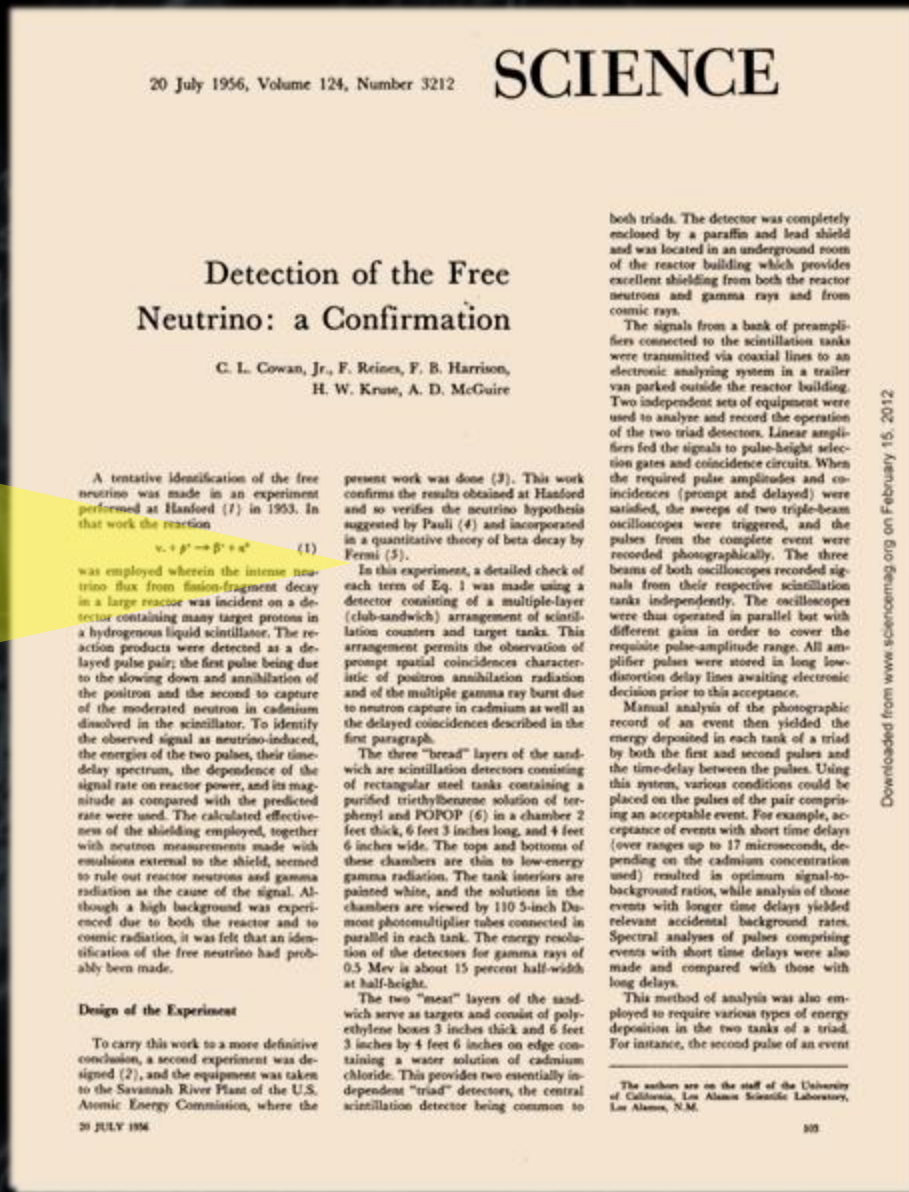 20 July 1956, Volume 124, Number 3212
SCIENCE
Detection of the Free
Neutrino: a Confirmation
C. L. Cowan, Jr., F. Reines, F. B. Harrison,
H. W. Kruse, A. D. McGuire
A tentative identification of the free
neutrino was made in an experiment
performed at Hanford (1) in 1953. In
that work the reaction
ν₋ + p⁺ → β⁺ + n⁰ (1)
was employed wherein the intense neu-
trino flux from fission-fragment decay
in a large reactor was incident on a de-
tector containing many target protons in
a hydrogenous liquid scintillator. The re-
action products were detected as a de-
layed pulse pair; the first pulse being due
to the slowing down and annihilation of
the positron and the second to capture
of the moderated neutron in cadmium
dissolved in the scintillator. To identify
the observed signal as neutrino-induced,
the energies of the two pulses, their time-
delay spectrum, the dependence of the
signal rate on reactor power, and its mag-
nitude as compared with the predicted
rate were used. The calculated effective-
ness of the shielding employed, together
with neutron measurements made with
emulsions external to the shield, seemed
to rule out reactor neutrons and gamma
radiation as the cause of the signal. Al-
though a high background was experi-
enced due to both the reactor and to
cosmic radiation, it was felt that an iden-
tification of the free neutrino had prob-
ably been made.
Design of the Experiment
To carry this work to a more definitive
conclusion, a second experiment was de-
signed (2), and the equipment was taken
to the Savannah River Plant of the U.S.
Atomic Energy Commission, where the
present work was done (3). This work
confirms the results obtained at Hanford
and so verifies the neutrino hypothesis
suggested by Pauli (4) and incorporated
in a quantitative theory of beta decay by
Fermi (5).
In this experiment, a detailed check of
each term of Eq. 1 was made using a
detector consisting of a multiple-layer
(club-sandwich) arrangement of scintil-
lation counters and target tanks. This
arrangement permits the observation of
prompt spatial coincidences character-
istic of positron annihilation radiation
and of the multiple gamma ray burst due
to neutron capture in cadmium as well as
the delayed coincidences described in the
first paragraph.
The three "bread" layers of the sand-
wich are scintillation detectors consisting
of rectangular steel tanks containing a
purified triethylbenzene solution of ter-
phenyl and POPOP (6) in a chamber 2
feet thick, 6 feet 3 inches long, and 4 feet
6 inches wide. The tops and bottoms of
these chambers are thin to low-energy
gamma radiation. The tank interiors are
painted white, and the solutions in the
chambers are viewed by 110 5-inch Du-
mont photomultiplier tubes connected in
parallel in each tank. The energy resolu-
tion of the detectors for gamma rays of
0.5 Mev is about 15 percent half-width
at half-height.
The two "meat" layers of the sand-
wich serve as targets and consist of poly-
ethylene boxes 3 inches thick and 6 feet
3 inches by 4 feet 6 inches on edge con-
taining a water solution of cadmium
chloride. This provides two essentially in-
dependent "triad" detectors, the central
scintillation detector being common to
both triads. The detector was completely
enclosed by a paraffin and lead shield
and was located in an underground room
of the reactor building which provides
excellent shielding from both the reactor
neutrons and gamma rays and from
cosmic rays.
The signals from a bank of preampli-
fiers connected to the scintillation tanks
were transmitted via coaxial lines to an
electronic analyzing system in a trailer
van parked outside the reactor building.
Two independent sets of equipment were
used to analyze and record the operation
of the two triad detectors. Linear ampli-
fiers fed the signals to pulse-height selec-
tion gates and coincidence circuits. When
the required pulse amplitudes and co-
incidences (prompt and delayed) were
satisfied, the sweeps of two triple-beam
oscilloscopes were triggered, and the
pulses from the complete event were
recorded photographically. The three
beams of both oscilloscopes recorded sig-
nals from their respective scintillation
tanks independently. The oscilloscopes
were thus operated in parallel but with
different gains in order to cover the
requisite pulse-amplitude range. All am-
plifier pulses were stored in long low-
distortion delay lines awaiting electronic
decision prior to this acceptance.
Manual analysis of the photographic
record of an event then yielded the
energy deposited in each tank of a triad
by both the first and second pulses and
the time-delay between the pulses. Using
this system, various conditions could be
placed on the pulses of the pair compris-
ing an acceptable event. For example, ac-
ceptance of events with short time delays
(over ranges up to 17 microseconds, de-
pending on the cadmium concentration
used) resulted in optimum signal-to-
background ratios, while analysis of those
events with longer time delays yielded
relevant accidental background rates.
Spectral analyses of pulses comprising
events with short time delays were also
made and compared with those with
long delays.
This method of analysis was also em-
ployed to require various types of energy
deposition in the two tanks of a triad.
For instance, the second pulse of an event
The authors are on the staff of the University
of California, Los Alamos Scientific Laboratory,
Los Alamos, N.M.
20 JULY 1956
103
Downloaded from www.sciencemag.org on February 15, 2012